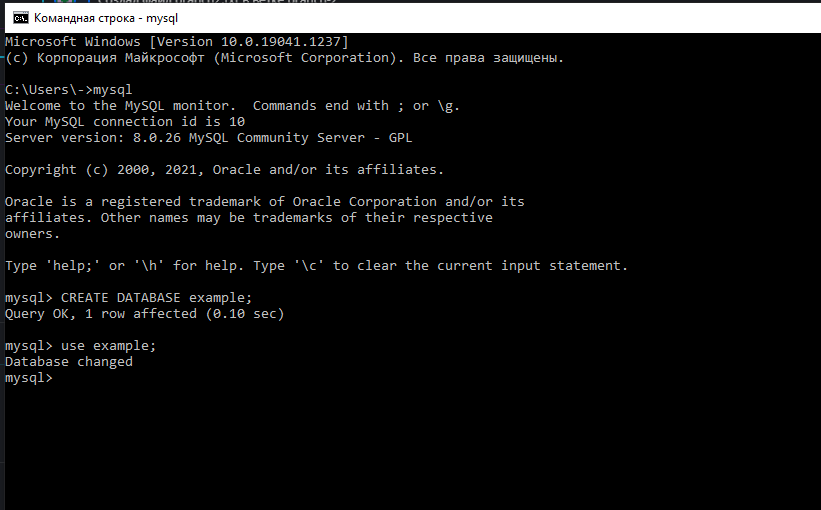 Командная строка - mysql
Microsoft Windows [Version 10.0.19041.1237]
(c) Корпорация Майкрософт (Microsoft Corporation). Все права защищены.
C:\Users\->mysql
Welcome to the MySQL monitor.  Commands end with ; or \g.
Your MySQL connection id is 10
Server version: 8.0.26 MySQL Community Server - GPL
Copyright (c) 2000, 2021, Oracle and/or its affiliates.
Oracle is a registered trademark of Oracle Corporation and/or its
affiliates. Other names may be trademarks of their respective
owners.
Type 'help;' or '\h' for help. Type '\c' to clear the current input statement.
mysql> CREATE DATABASE example;
Query OK, 1 row affected (0.10 sec)
mysql> use example;
Database changed
mysql>